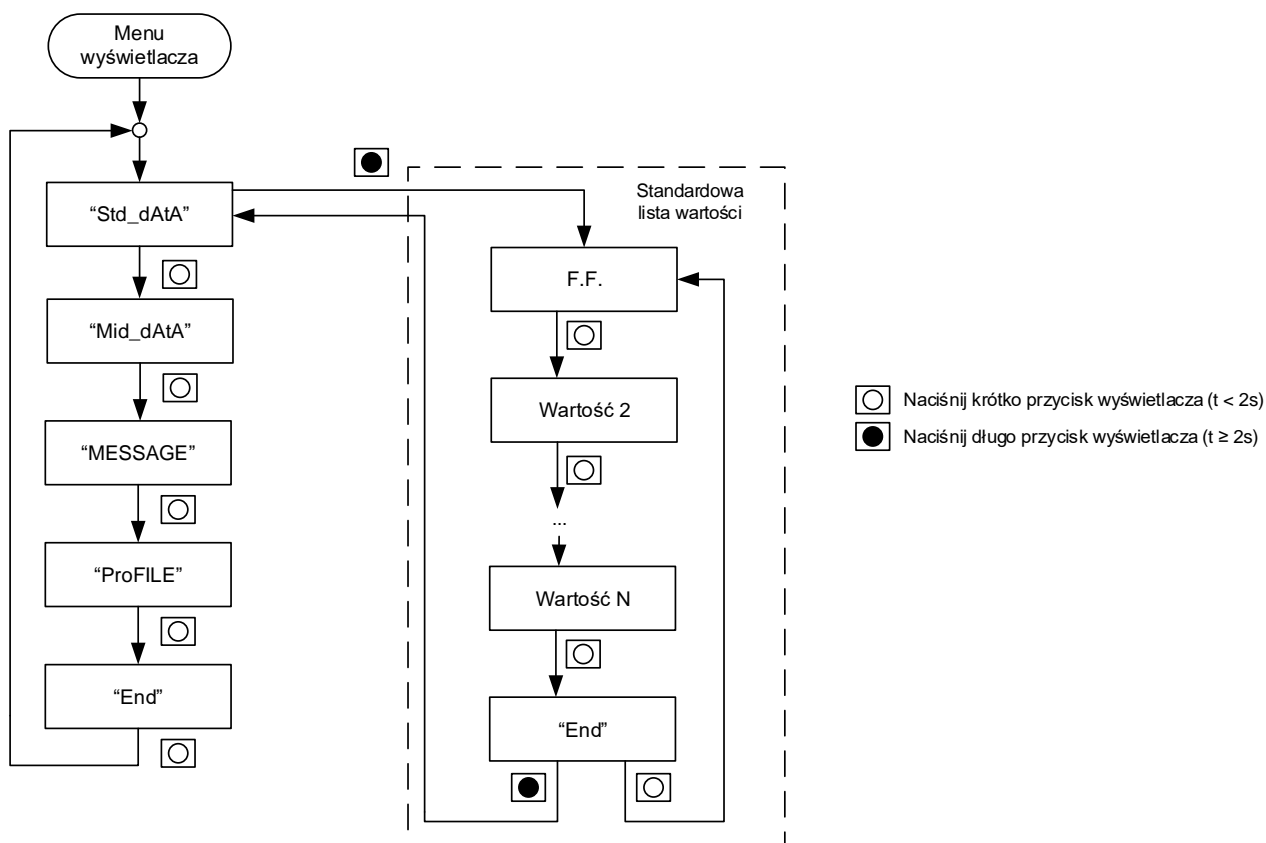 Menu
wyświetlacza
“Std_dAtA”
“Mid_dAtA”
“MESSAGE”
“ProFILE”
“End”
Standardowa
lista wartości
F.F.
Wartość 2
...
Wartość N
“End”
Naciśnij krótko przycisk wyświetlacza (t < 2s)
Naciśnij długo przycisk wyświetlacza (t ≥ 2s)